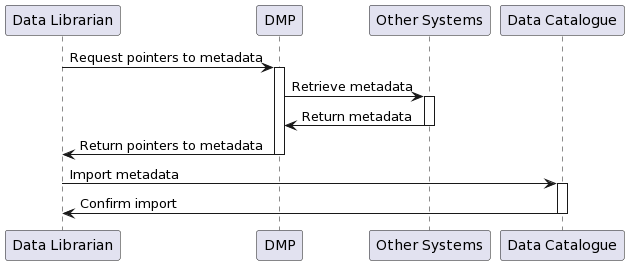 Data Librarian
DMP
Other Systems
Data Catalogue
Request pointers to metadata
Retrieve metadata
Return metadata
Return pointers to metadata
Import metadata
Confirm import
Data Librarian
DMP
Other Systems
Data Catalogue